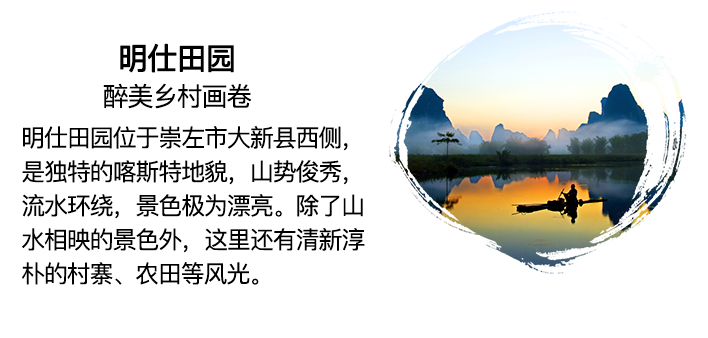 明仕田园
醉美乡村画卷
明仕田园位于崇左市大新县西侧，
是独特的喀斯特地貌，山势俊秀，
流水环绕，景色极为漂亮。除了山
水相映的景色外，这里还有清新淳
朴的村寨、农田等风光。